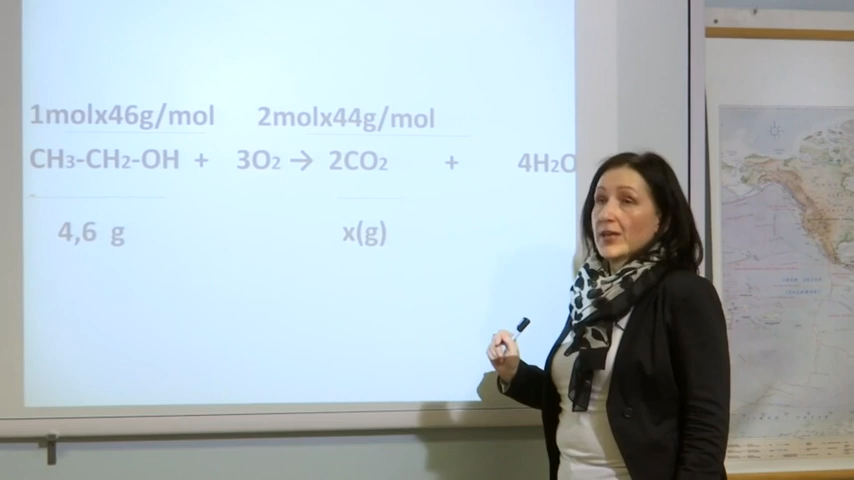 1molx46g/mol 2molx44g/mol
CH₃-CH₂-OH + 3O₂ → 2CO₂ + 4H₂O
4,6 g x(g)